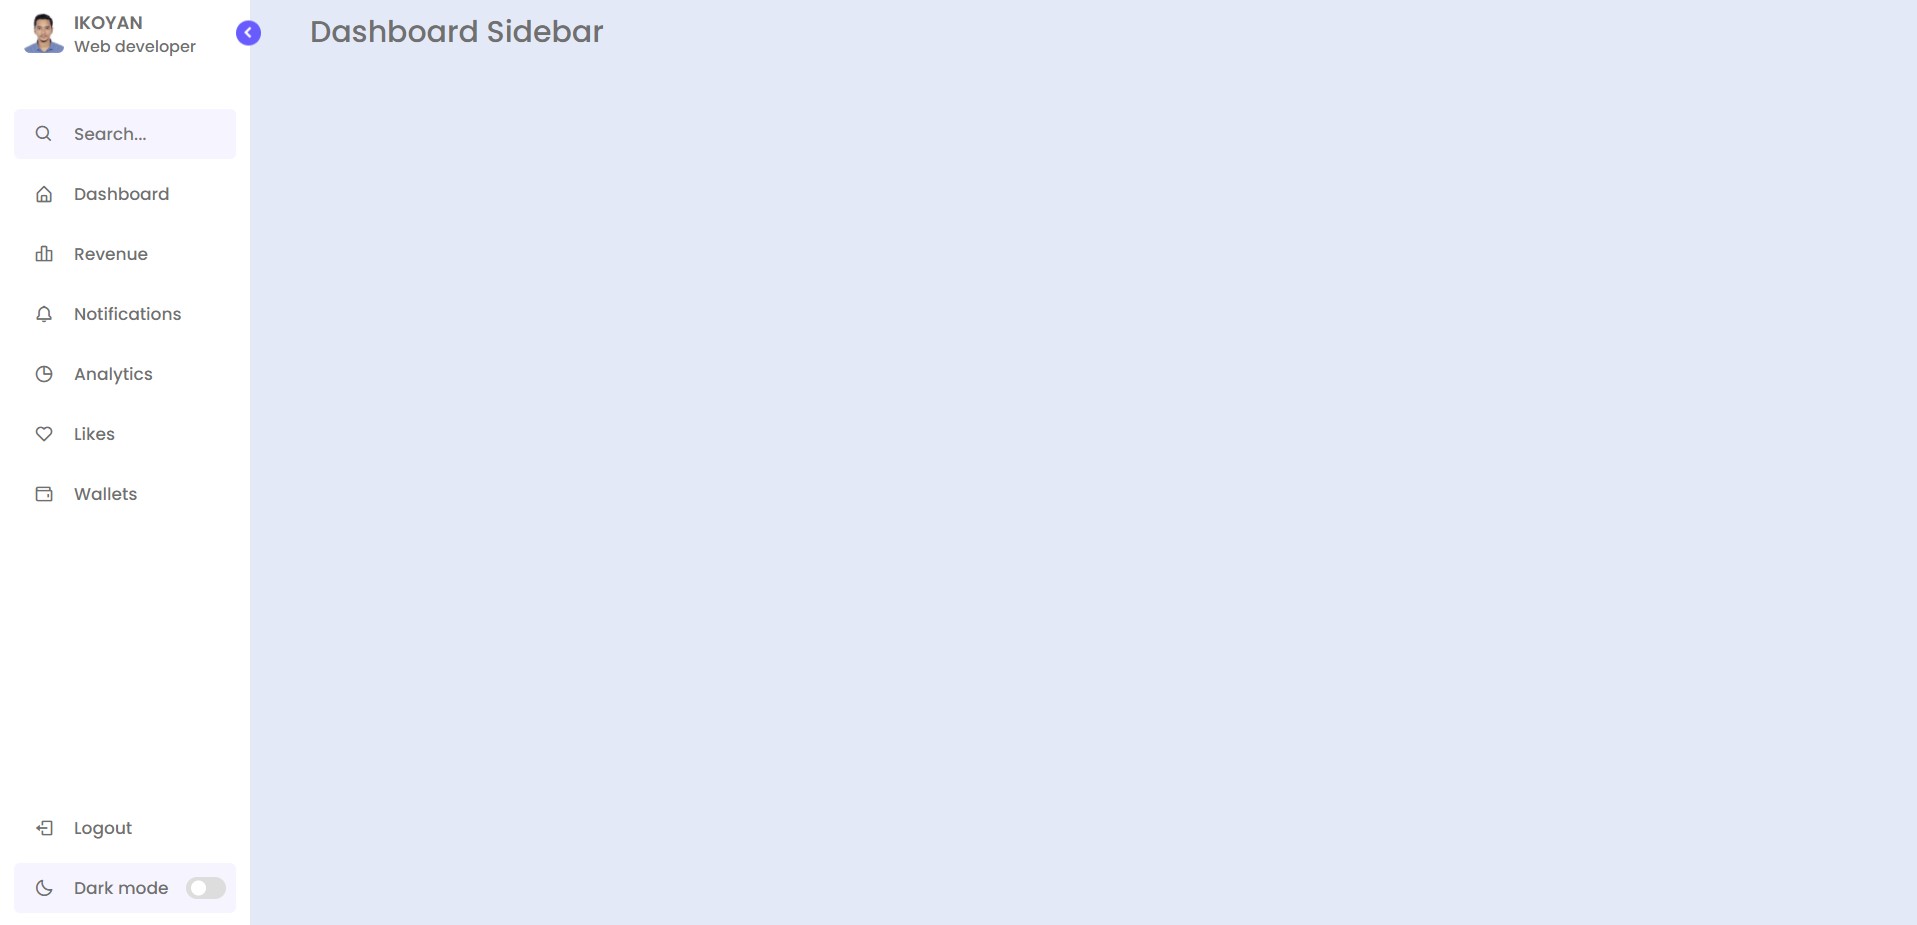 IKOYAN
Web developer
Dashboard Sidebar
Search...
Dashboard
Revenue
Notifications
Analytics
Likes
Wallets
Logout
Dark mode